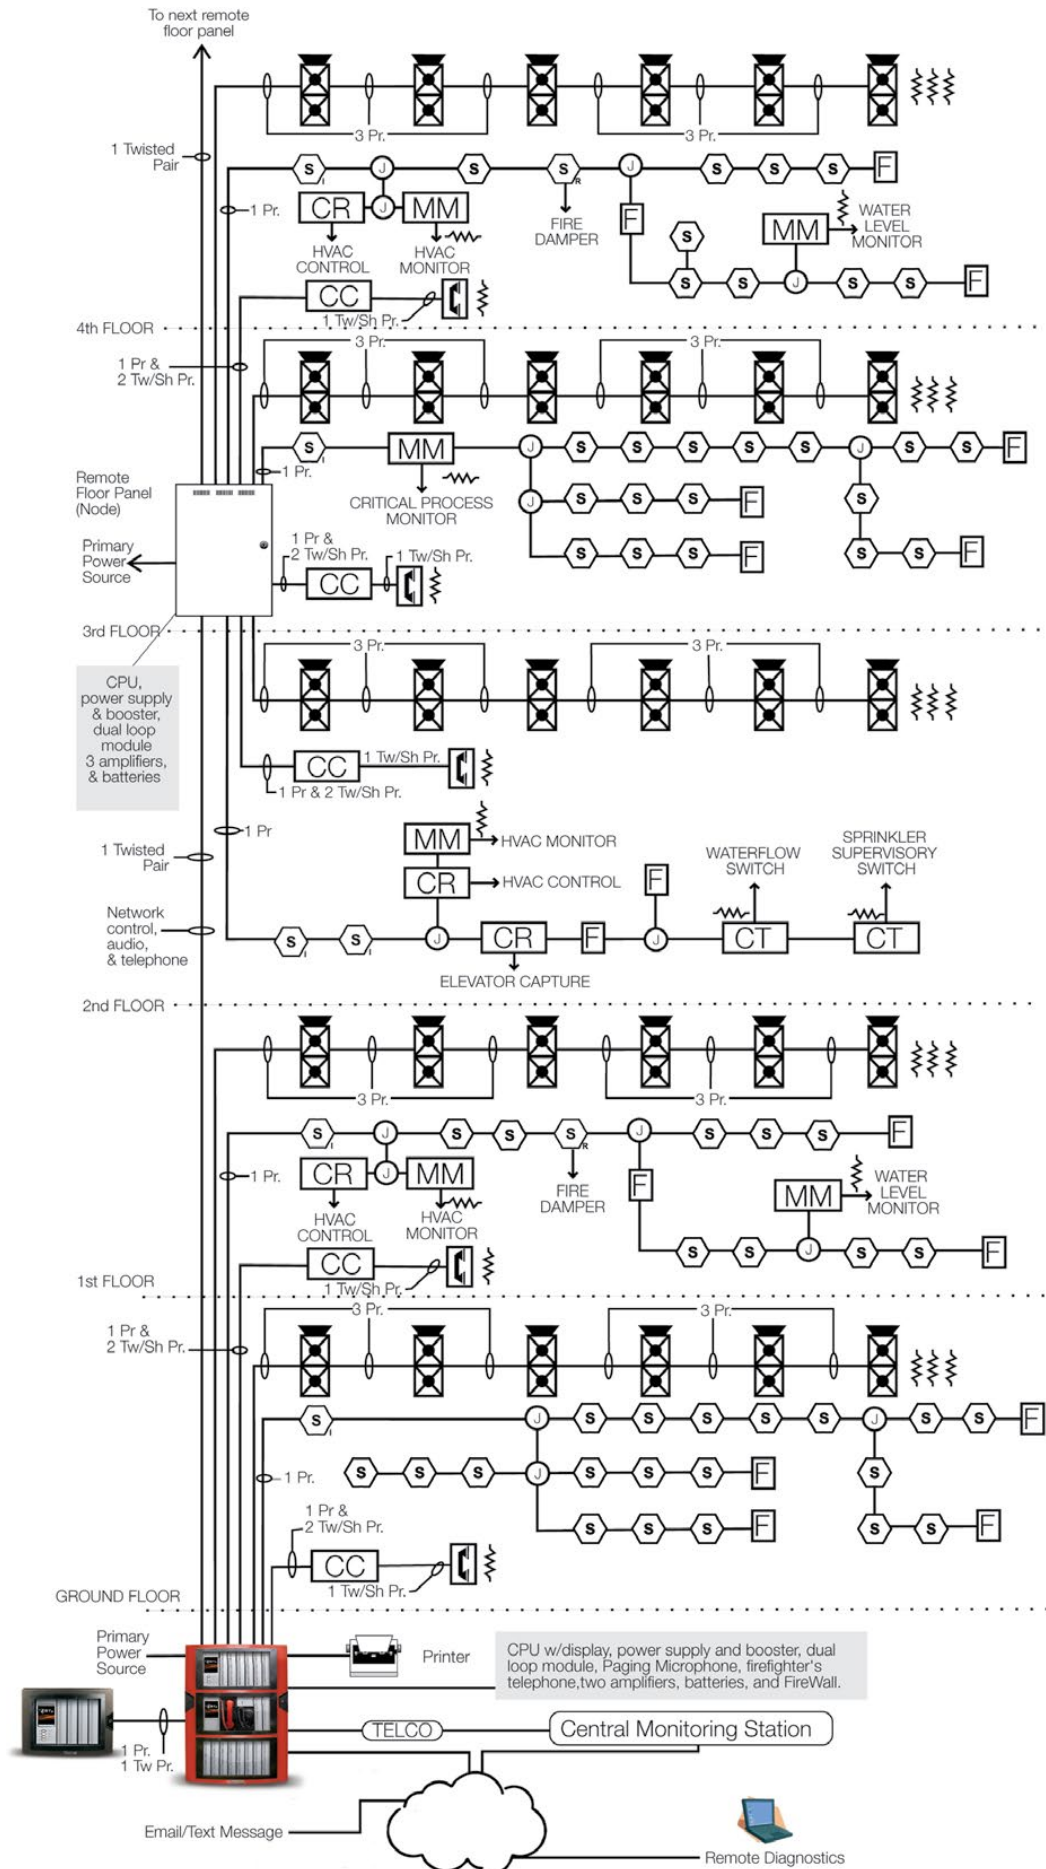 To next remote
floor panel
3 Pr.
3 Pr.
1 Twisted
Pair
S I
J
S
S R
J
S
S
S
F
1 Pr.
CR
J
MM
FIRE
DAMPER
F
S
MM
WATER
LEVEL
MONITOR
HVAC
CONTROL
HVAC
MONITOR
CC
1 Tw/Sh Pr.
S
S
J
S
S
F
4th FLOOR
1 Pr &
2 Tw/Sh Pr.
3 Pr.
3 Pr.
S I
MM
J
S
S
S
S
S
J
S
S
F
1 Pr.
CRITICAL PROCESS
MONITOR
J
S
S
S
F
S
Remote
Floor Panel
(Node)
Primary
Power
Source
1 Pr &
2 Tw/Sh Pr.
1 Tw/Sh Pr.
CC
S
S
S
F
S
S
F
3rd FLOOR
3 Pr.
3 Pr.
CPU,
power supply
& booster,
dual loop
module
3 amplifiers,
& batteries
CC
1 Tw/Sh Pr.
1 Pr & 2 Tw/Sh Pr.
1 Pr
1 Twisted
Pair
MM
HVAC MONITOR
CR
HVAC CONTROL
F
WATERFLOW
SWITCH
SPRINKLER
SUPERVISORY
SWITCH
Network
control,
audio,
& telephone
S I
S I
J
CR
F
J
CT
CT
ELEVATOR CAPTURE
2nd FLOOR
3 Pr.
3 Pr.
S I
J
S
S
S R
J
S
S
S
F
1 Pr.
CR
J
MM
FIRE
DAMPER
F
MM
WATER
LEVEL
MONITOR
HVAC
CONTROL
HVAC
MONITOR
CC
1 Tw/Sh Pr.
S
S
J
S
S
F
1st FLOOR
3 Pr.
3 Pr.
1 Pr &
2 Tw/Sh Pr.
S I
J
S
S
S
S
S
J
S
S
F
1 Pr.
S
S
S
J
S
S
S
F
S
1 Pr &
2 Tw/Sh Pr.
S
S
S
F
S
S
F
CC
1 Tw/Sh Pr.
GROUND FLOOR
Primary
Power
Source
Printer
CPU w/display, power supply and booster, dual
loop module, Paging Microphone, firefighter's
telephone,two amplifiers, batteries, and FireWall.
TELCO
Central Monitoring Station
1 Pr.
1 Tw Pr.
Email/Text Message
Remote Diagnostics